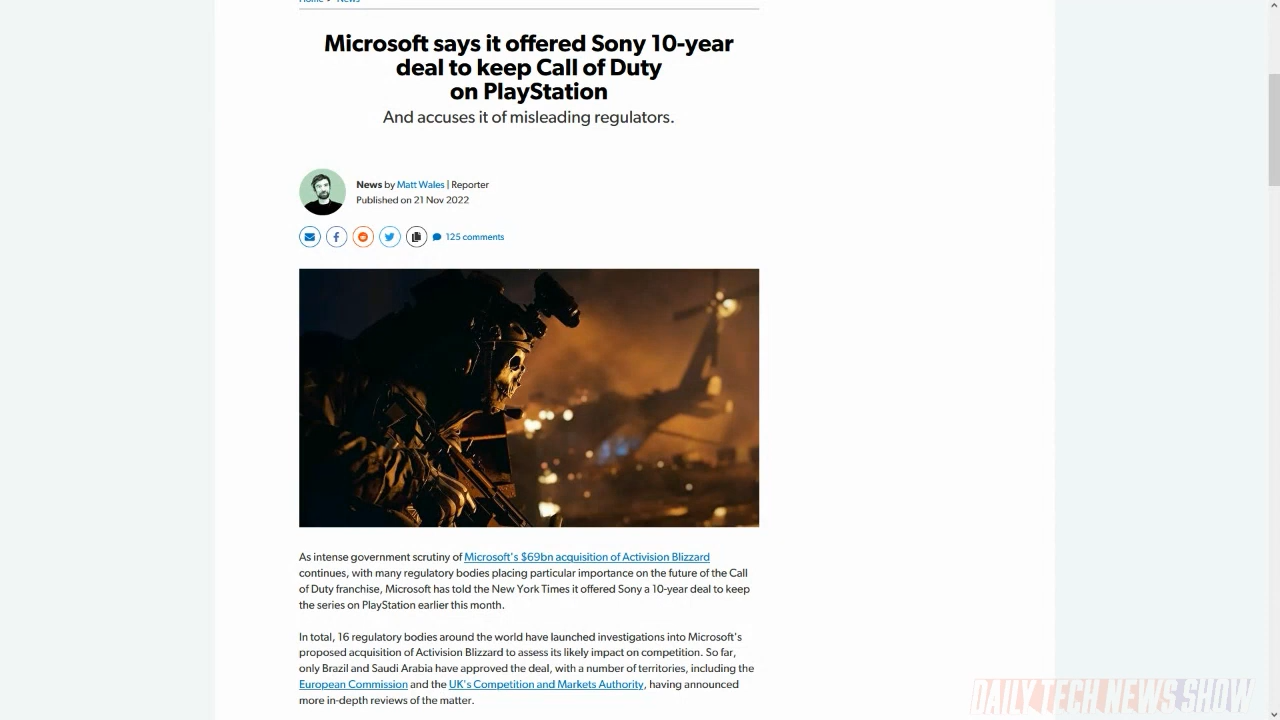 Home > News
Microsoft says it offered Sony 10-year
deal to keep Call of Duty
on PlayStation
And accuses it of misleading regulators.
News by Matt Wales | Reporter
Published on 21 Nov 2022
125 comments
As intense government scrutiny of Microsoft's $69bn acquisition of Activision Blizzard
continues, with many regulatory bodies placing particular importance on the future of the Call
of Duty franchise, Microsoft has told the New York Times it offered Sony a 10-year deal to keep
the series on PlayStation earlier this month.
In total, 16 regulatory bodies around the world have launched investigations into Microsoft's
proposed acquisition of Activision Blizzard to assess its likely impact on competition. So far,
only Brazil and Saudi Arabia have approved the deal, with a number of territories, including the
European Commission and the UK's Competition and Markets Authority, having announced
more in-depth reviews of the matter.
DAILY TECH NEWS SHOW